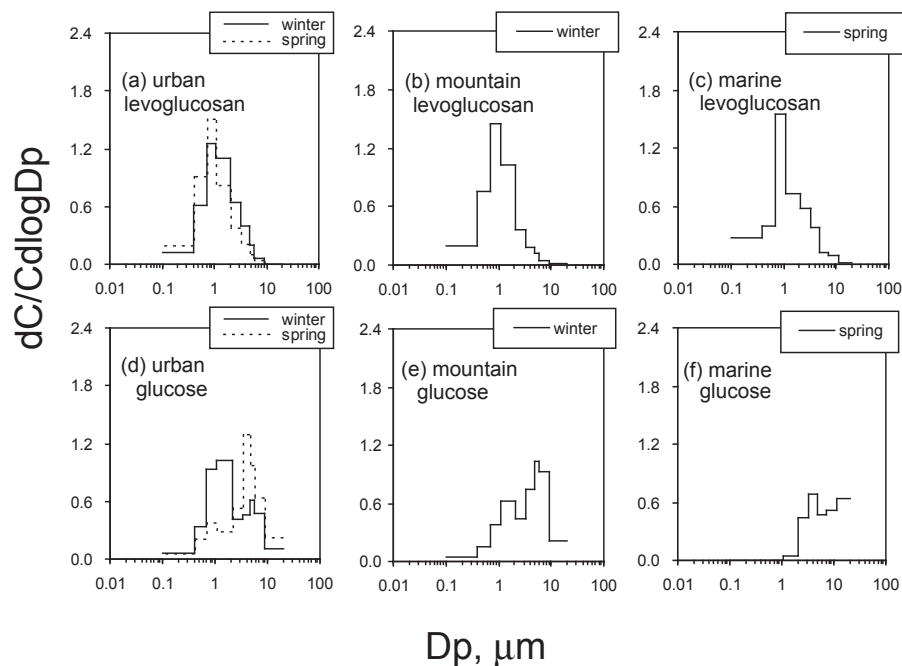 winter
spring
winter
spring
2.4
1.8
1.2
0.6
0.0
(a) urban
levoglucosan
0.01 0.1 1 10 100
2.4
1.8
1.2
0.6
0.0
(b) mountain
levoglucosan
0.01 0.1 1 10 100
2.4
1.8
1.2
0.6
0.0
(c) marine
levoglucosan
0.01 0.1 1 10 100
dC/CdlogDp
winter
spring
winter
spring
2.4
1.8
1.2
0.6
0.0
(d) urban
glucose
0.01 0.1 1 10 100
2.4
1.8
1.2
0.6
0.0
(e) mountain
glucose
0.01 0.1 1 10 100
2.4
1.8
1.2
0.6
0.0
(f) marine
glucose
0.01 0.1 1 10 100
Dp, μm